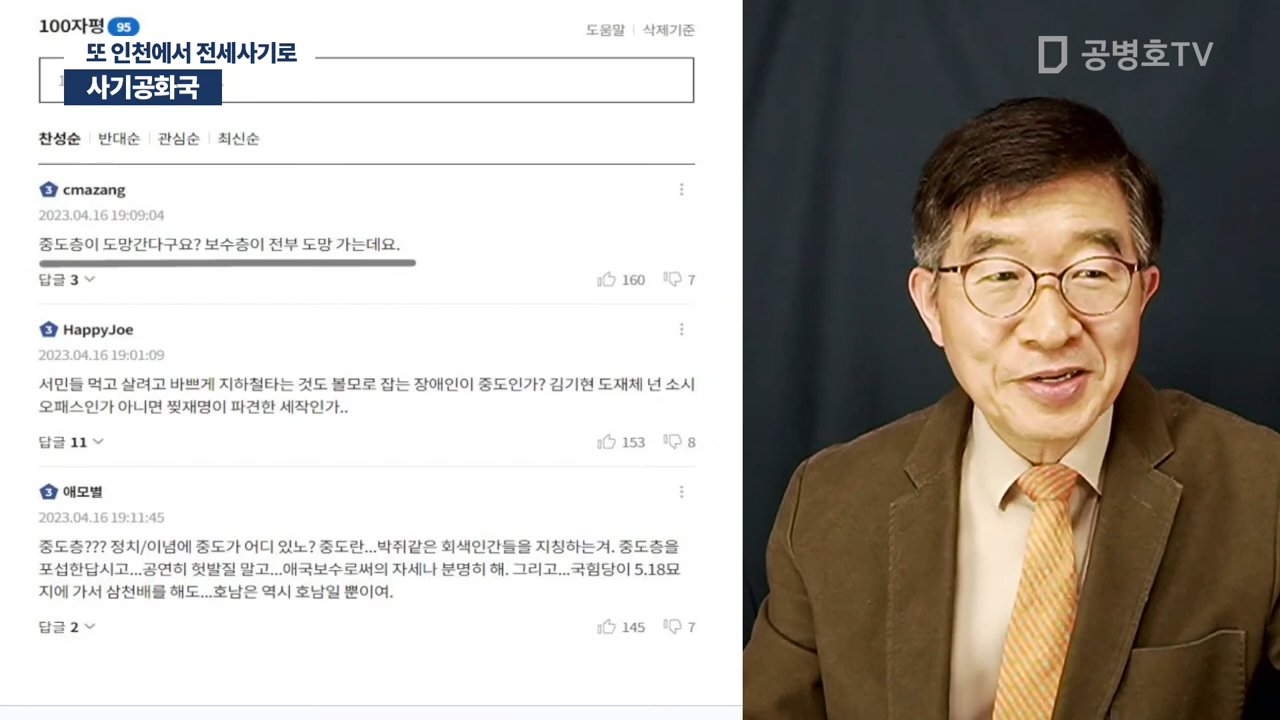 100자평 95
도움말 | 삭제기준
또 인천에서 전세사기로
사기공화국
공병호TV
찬성순 | 반대순 | 관심순 | 최신순
3 cmazang
2023.04.16 19:09:04
중도층이 도망간다구요? 보수층이 전부 도망 가는데요.
답글 3
160 7
3 HappyJoe
2023.04.16 19:01:09
서민들 먹고 살려고 바쁘게 지하철타는 것도 볼모로 잡는 장애인이 중도인가? 김기현 도재체 넌 소시
오패스인가 아니면 찢재명이 파견한 세작인가..
답글 11
153 8
3 애모별
2023.04.16 19:11:45
중도층??? 정치/이념에 중도가 어디 있노? 중도란...박쥐같은 회색인간들을 지칭하는겨. 중도층을
포섭한답시고...공연히 헛발질 말고...애국보수로써의 자세나 분명히 해. 그리고...국힘당이 5.18묘
지에 가서 삼천배를 해도...호남은 역시 호남일 뿐이여.
답글 2
145 7